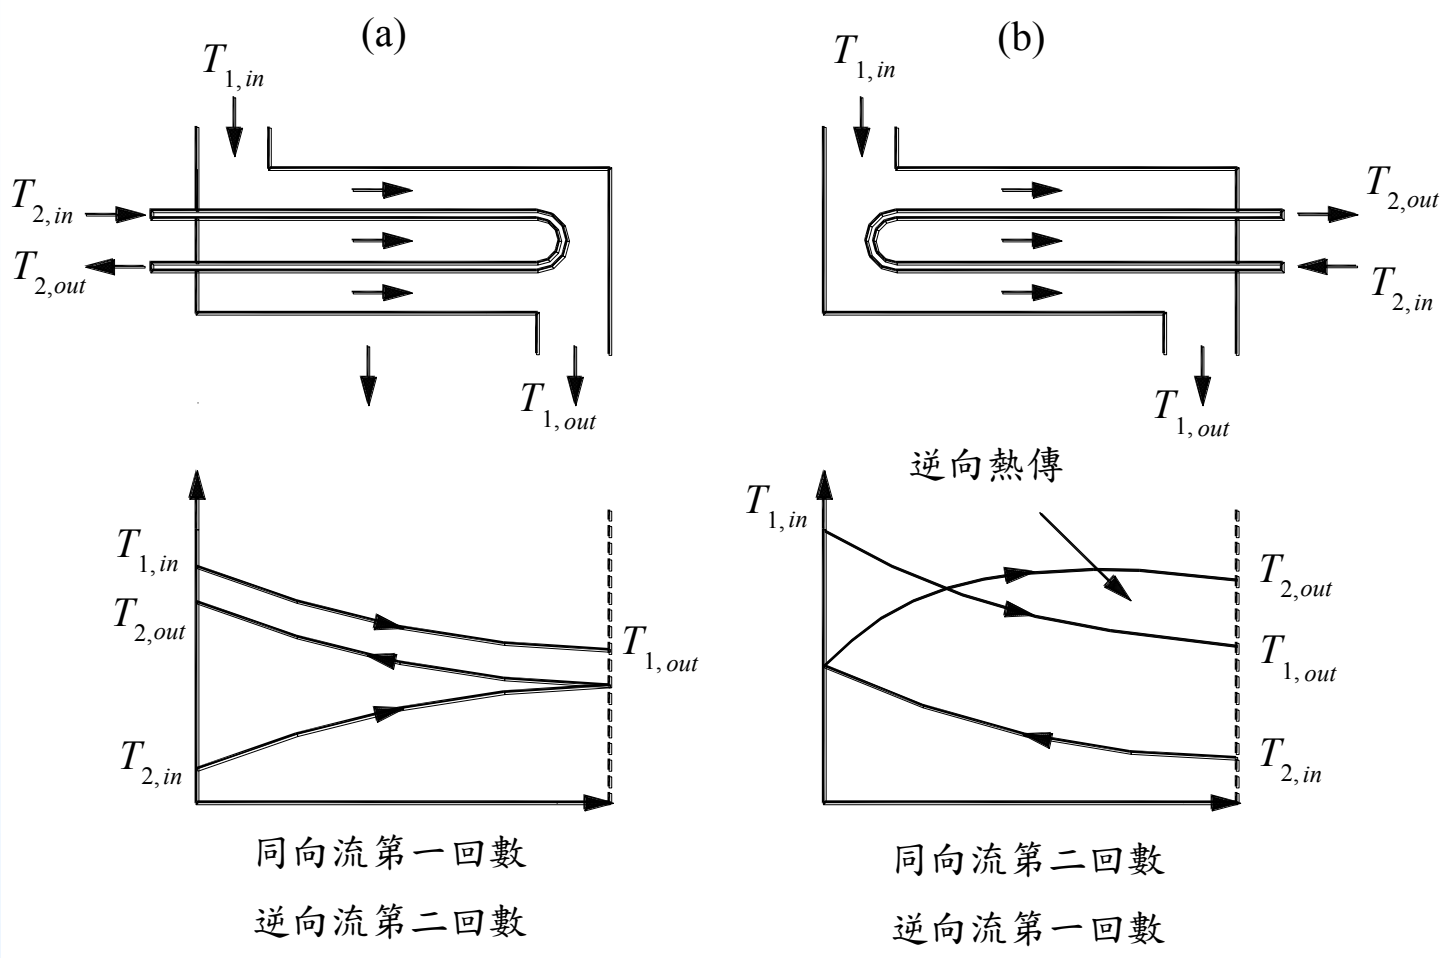 (a)
T1,in
T2,in
T2,out
T1,out
T1,in
T2,out
T2,in
T1,out
同向流第一回數
逆向流第二回數
(b)
T1,in
T2,out
T2,in
T1,out
逆向熱傳
T1,in
T2,out
T1,out
T2,in
同向流第二回數
逆向流第一回數